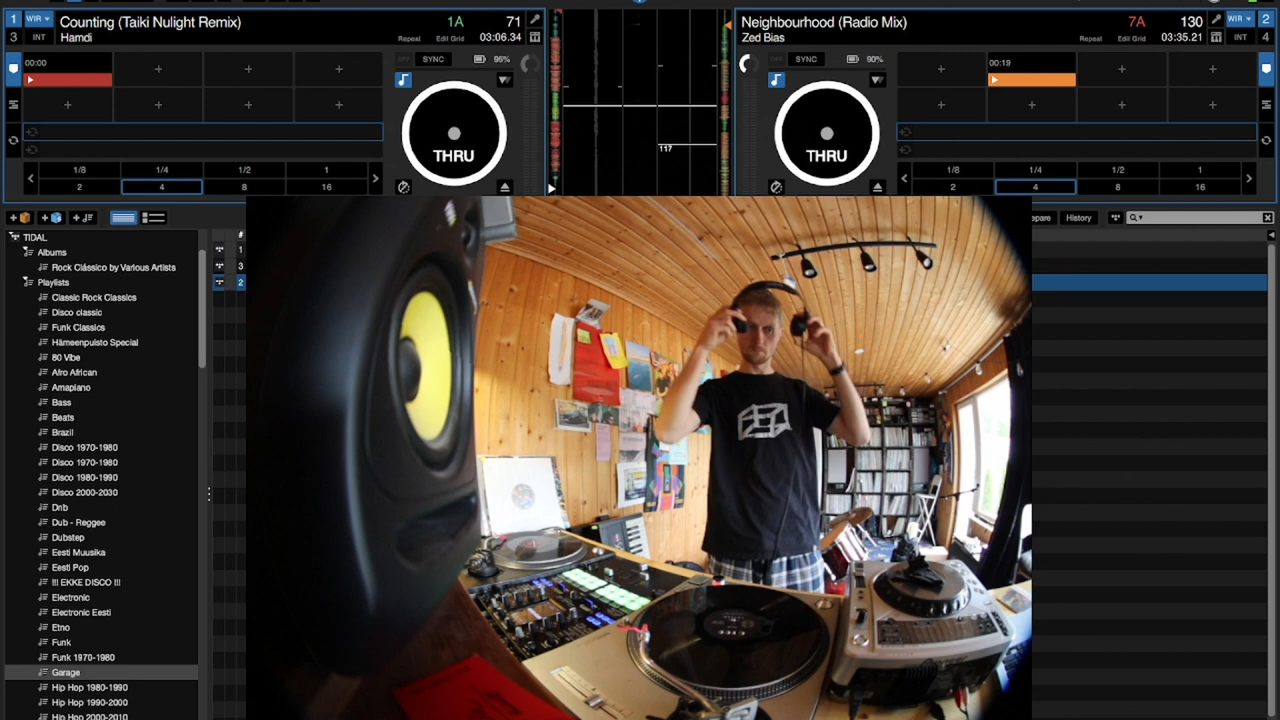 1 WIR Counting (Taiki Nulight Remix) 1A 71
3 INT Hamdi Repeat Edit Grid 03:06.34
00:00
OFF SYNC 95%
THRU
1/8 1/4 1/2 1
2 4 8 16
117
Neighbourhood (Radio Mix) 7A 130 WIR 2
Zed Bias Repeat Edit Grid 03:35.21 INT 4
OFF SYNC 90%
00:19
THRU
1/8 1/4 1/2 1
2 4 8 16
History
#
1
3
2
TIDAL
Albums
Rock Clássico by Various Artists
Playlists
Classic Rock Classics
Disco classic
Funk Classics
Hämeenpuisto Special
80 Vibe
Afro African
Amapiano
Bass
Beats
Brazil
Disco 1970-1980
Disco 1970-1980
Disco 1980-1990
Disco 2000-2030
Dnb
Dub - Reggee
Dubstep
Eesti Muusika
Eesti Pop
!!! EKKE DISCO !!!
Electronic
Electronic Eesti
Etno
Funk
Funk 1970-1980
Garage
Hip Hop 1980-1990
Hip Hop 1990-2000
Hip Hop 2000-2010